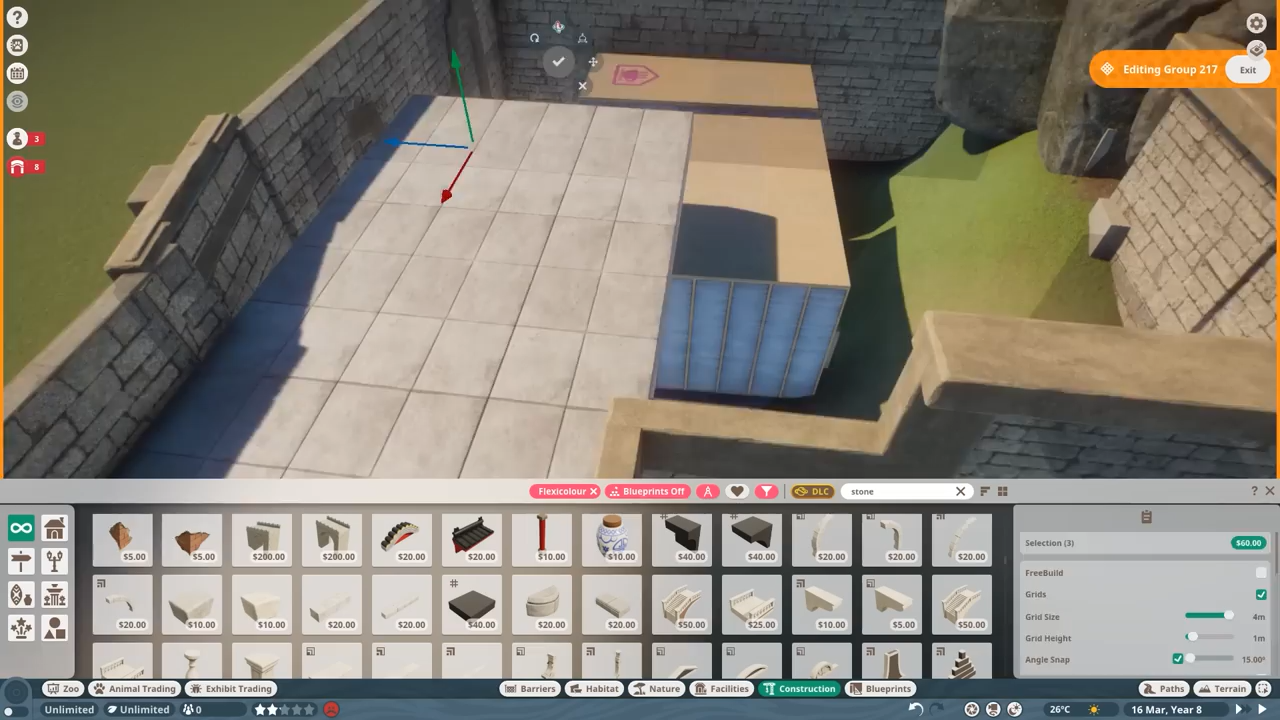 ?
Editing Group 217
Exit
3
8
Flexicolour ✕
Blueprints Off
DLC
stone
?
$5.00
$5.00
$200.00
$200.00
$20.00
$20.00
$10.00
$10.00
$40.00
$40.00
$20.00
$20.00
$20.00
$20.00
$10.00
$10.00
$20.00
$20.00
$40.00
$20.00
$20.00
$50.00
$25.00
$10.00
$5.00
$50.00
Selection (3)
$60.00
FreeBuild
Grids
Grid Size
4m
Grid Height
1m
Angle Snap
15.00°
Zoo
Animal Trading
Exhibit Trading
Barriers
Habitat
Nature
Facilities
Construction
Blueprints
Paths
Terrain
Unlimited
Unlimited
0
26°C
16 Mar, Year 8